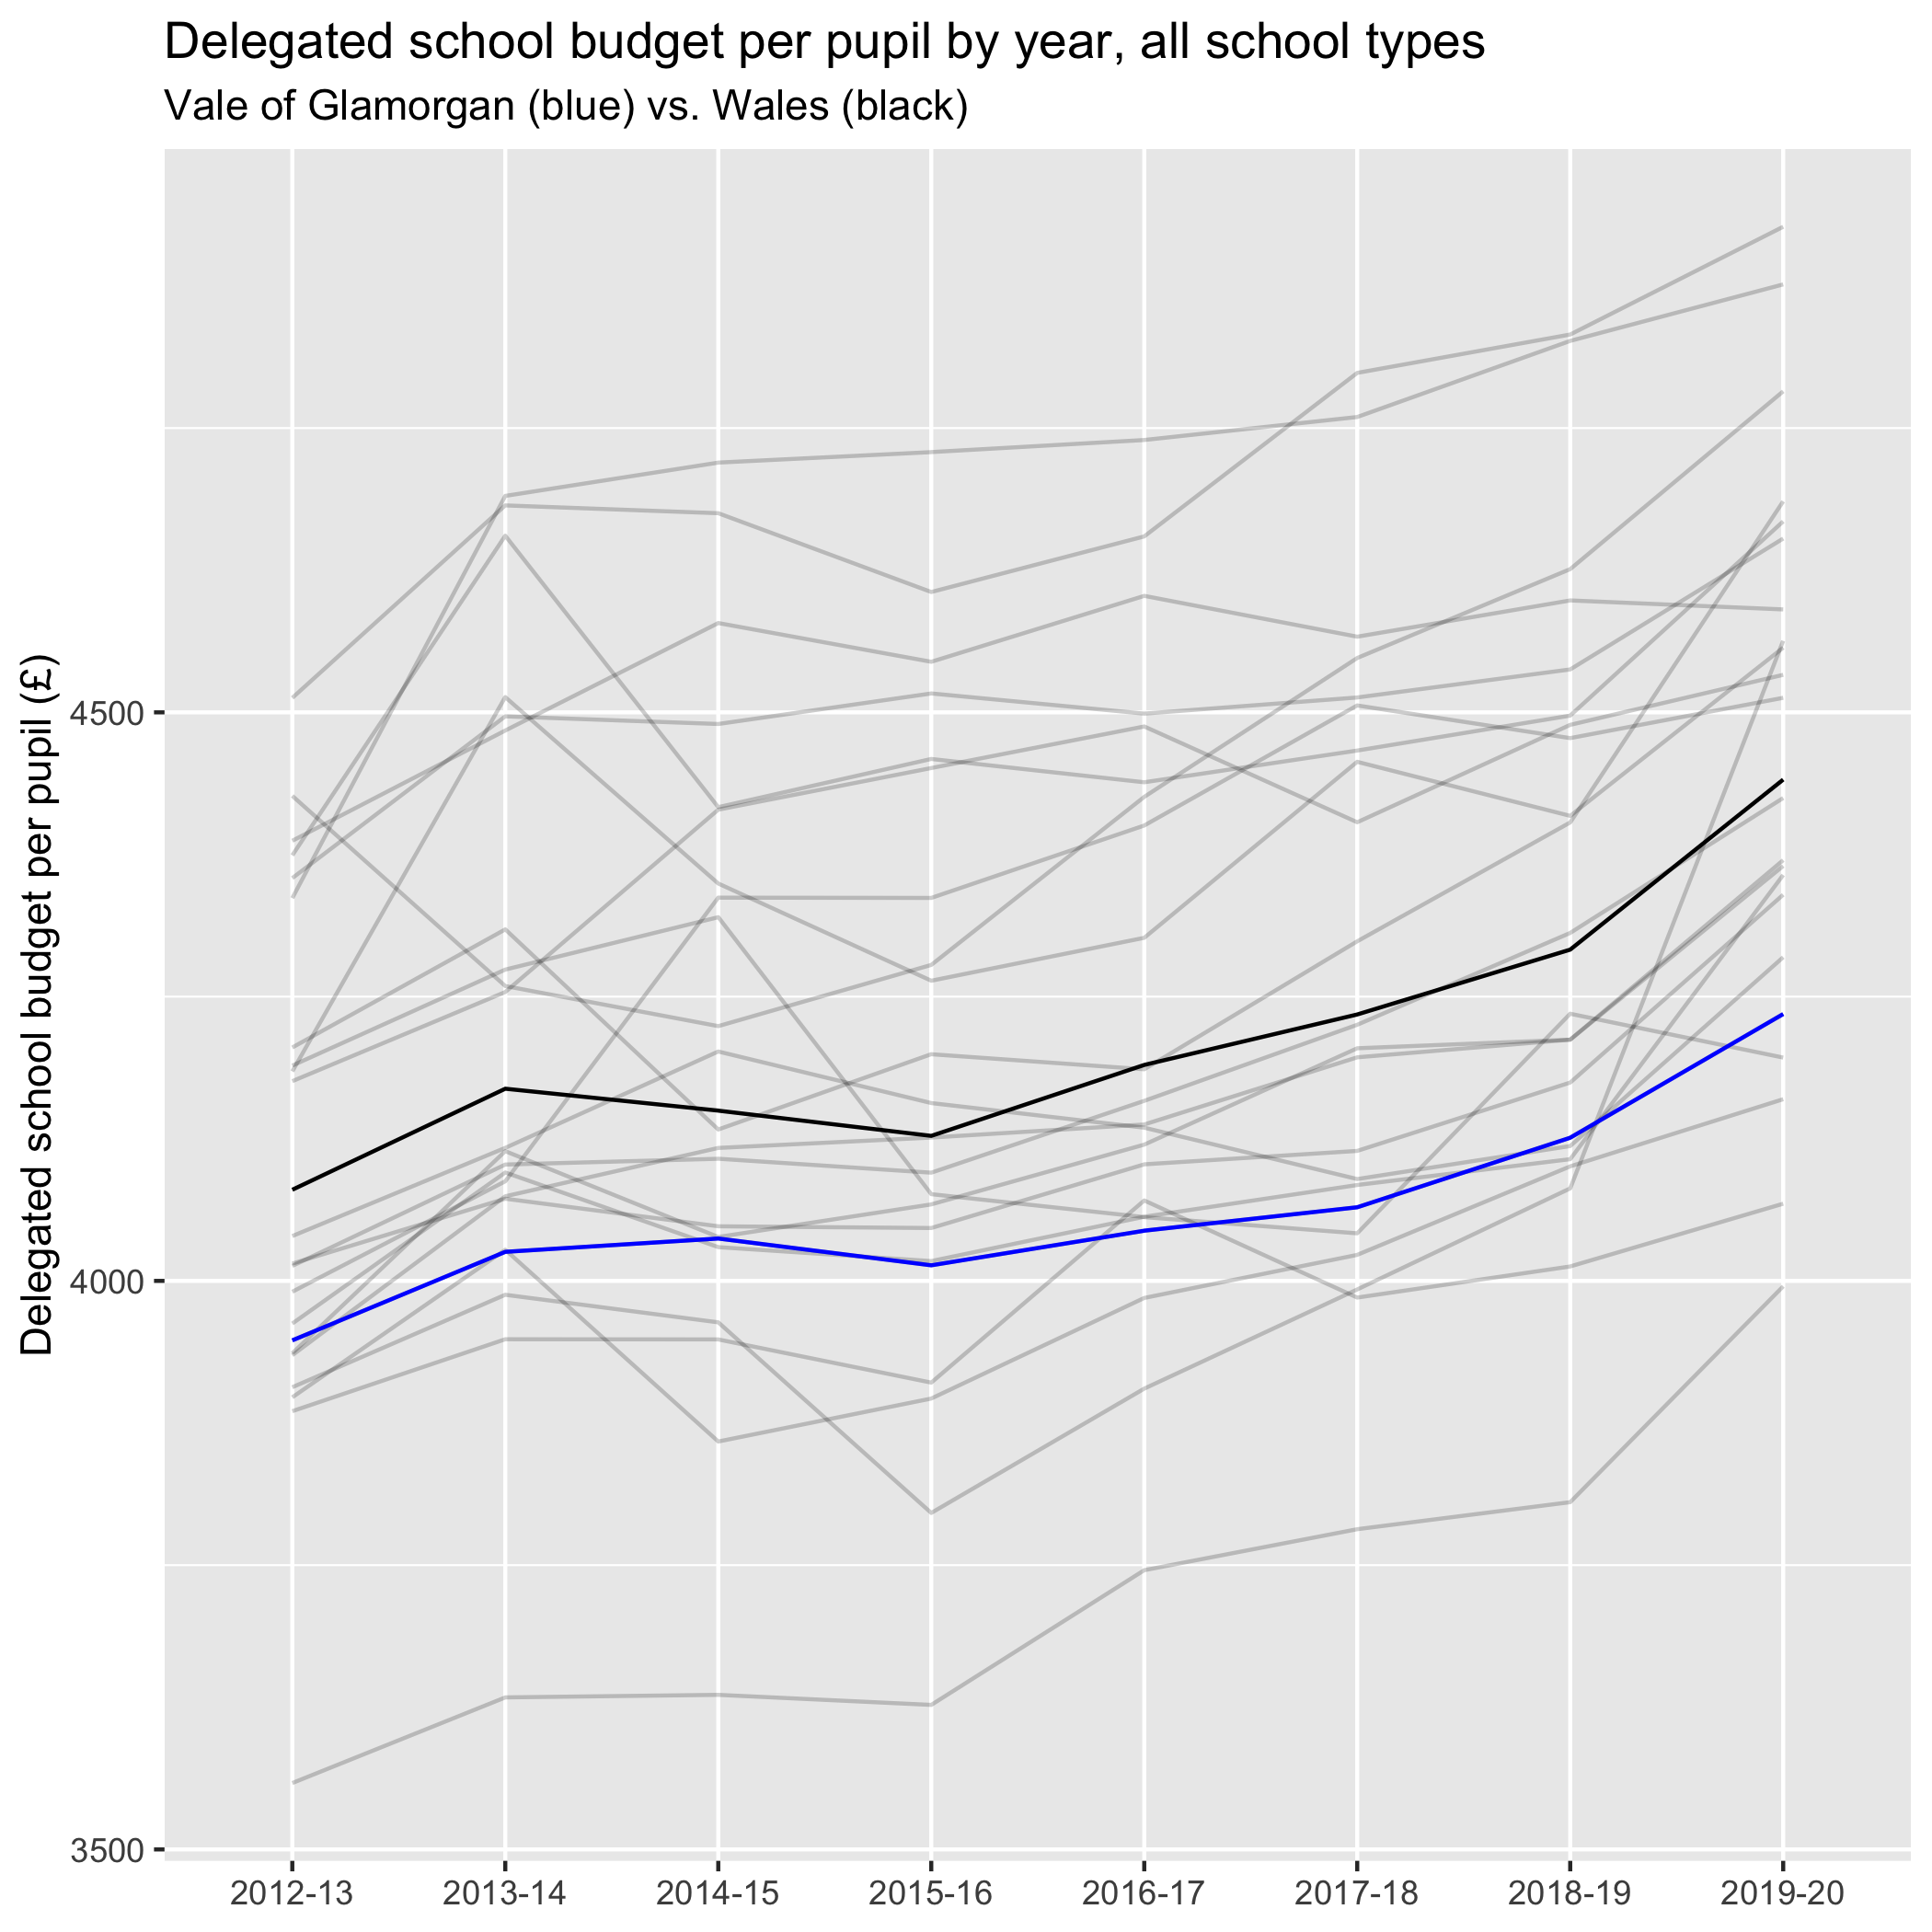 Delegated school budget per pupil by year, all school types
Vale of Glamorgan (blue) vs. Wales (black)
Delegated school budget per pupil (£)
4500
4000
3500
2012-13 2013-14 2014-15 2015-16 2016-17 2017-18 2018-19 2019-20